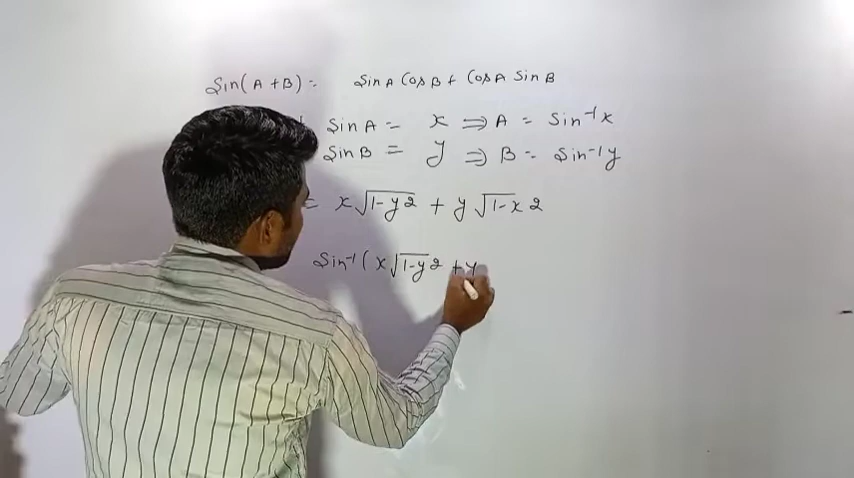 Sin(A+B) = SinA CosB + CosA SinB
SinA = x ⇒ A = Sin⁻¹x
SinB = y ⇒ B = Sin⁻¹y
= x√1-y2 + y√1-x2
Sin⁻¹(x√1-y2 + y